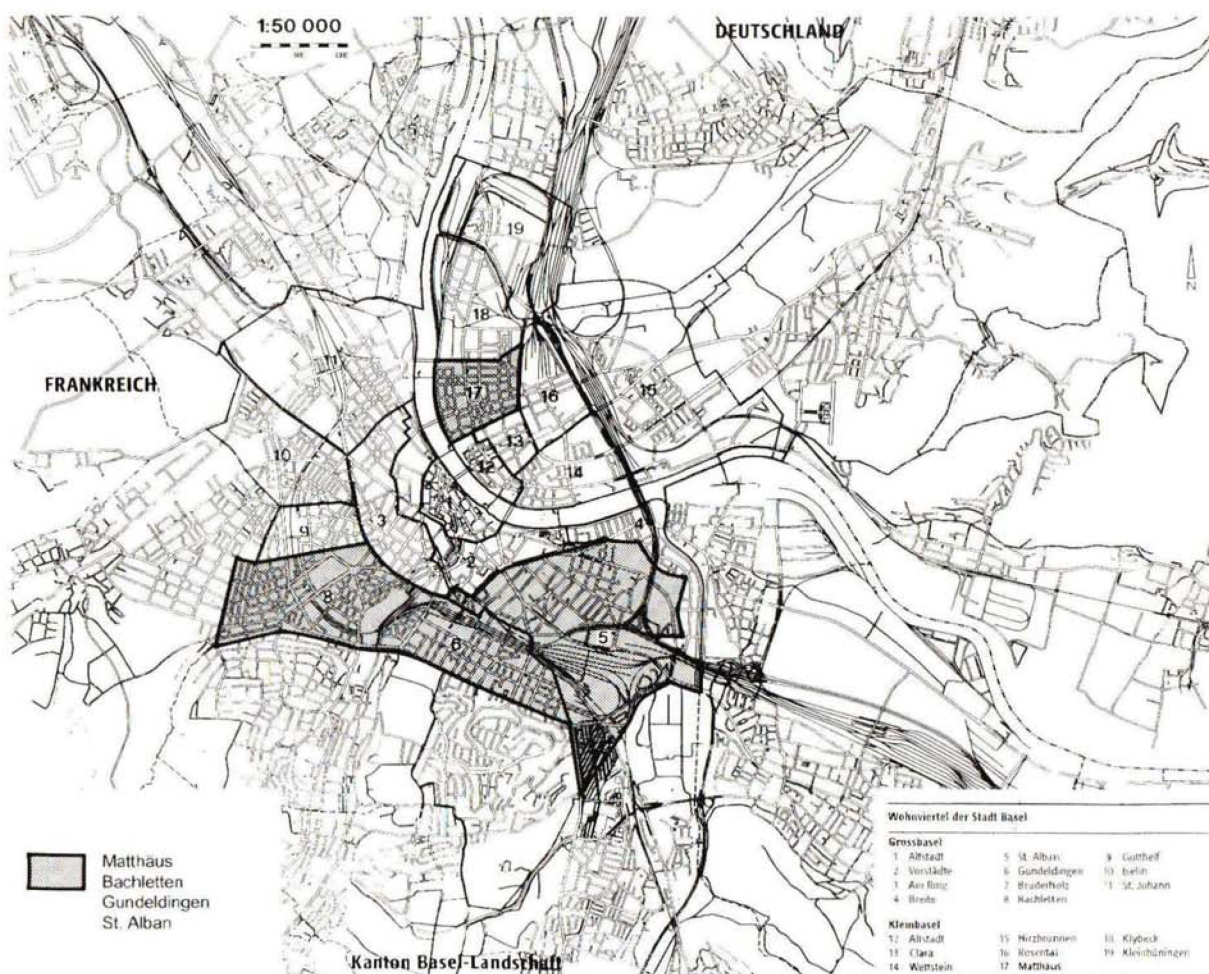 1:50 000
DEUTSCHLAND
FRANKREICH
19
18
17
16
15
13
12
14
11
10
9
3
1
2
4
8
6
5
7
N
Matthäus
Bachletten
Gundeldingen
St. Alban
Kanton Basel-Landschaft
Wohnviertel der Stadt Basel
Grossbasel
1 Altstadt
2 Vorstädte
3 Am Ring
4 Breite
5 St. Alban
6 Gundeldingen
7 Bruderholz
8 Bachletten
9 Gotthelf
10 Iselin
11 St. Johann
Kleinbasel
12 Altstadt
13 Clara
14 Wettstein
15 Hirzbrunnen
16 Rosental
17 Matthäus
18 Klybeck
19 Kleinhüningen